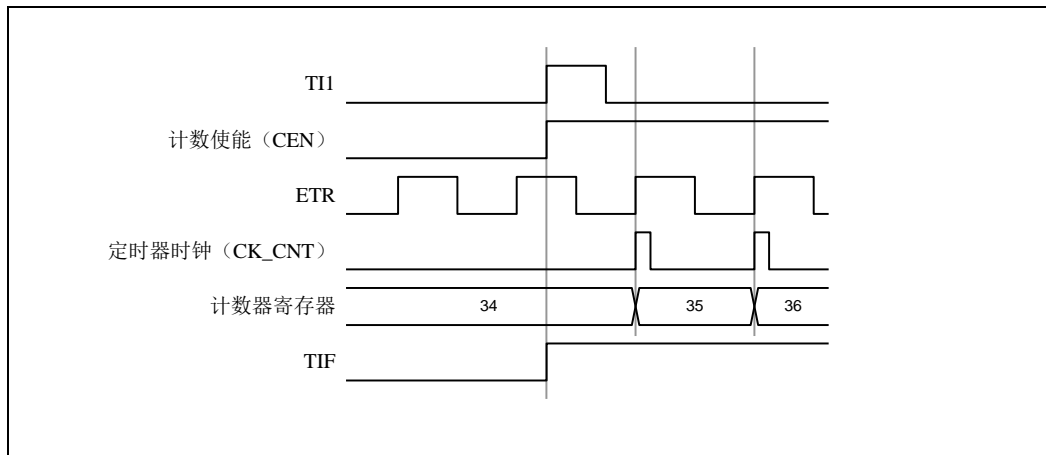 TI1
计数使能（CEN）
ETR
定时器时钟（CK_CNT）
计数器寄存器 34 35 36
TIF